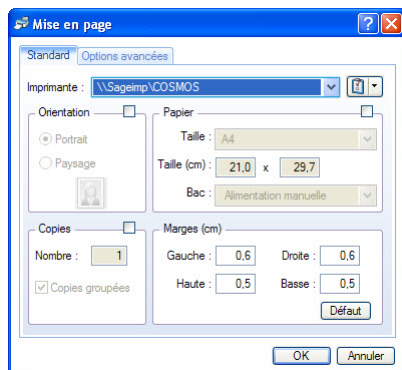 Mise en page
Standard Options avancées
Imprimante : \\Sageimp\COSMOS
Orientation
Portrait
Paysage
Papier
Taille : A4
Taille (cm) : 21,0 x 29,7
Bac : Alimentation manuelle
Copies
Nombre : 1
Copies groupées
Marges (cm)
Gauche : 0,6 Droite : 0,6
Haute : 0,5 Basse : 0,5
Défaut
OK Annuler